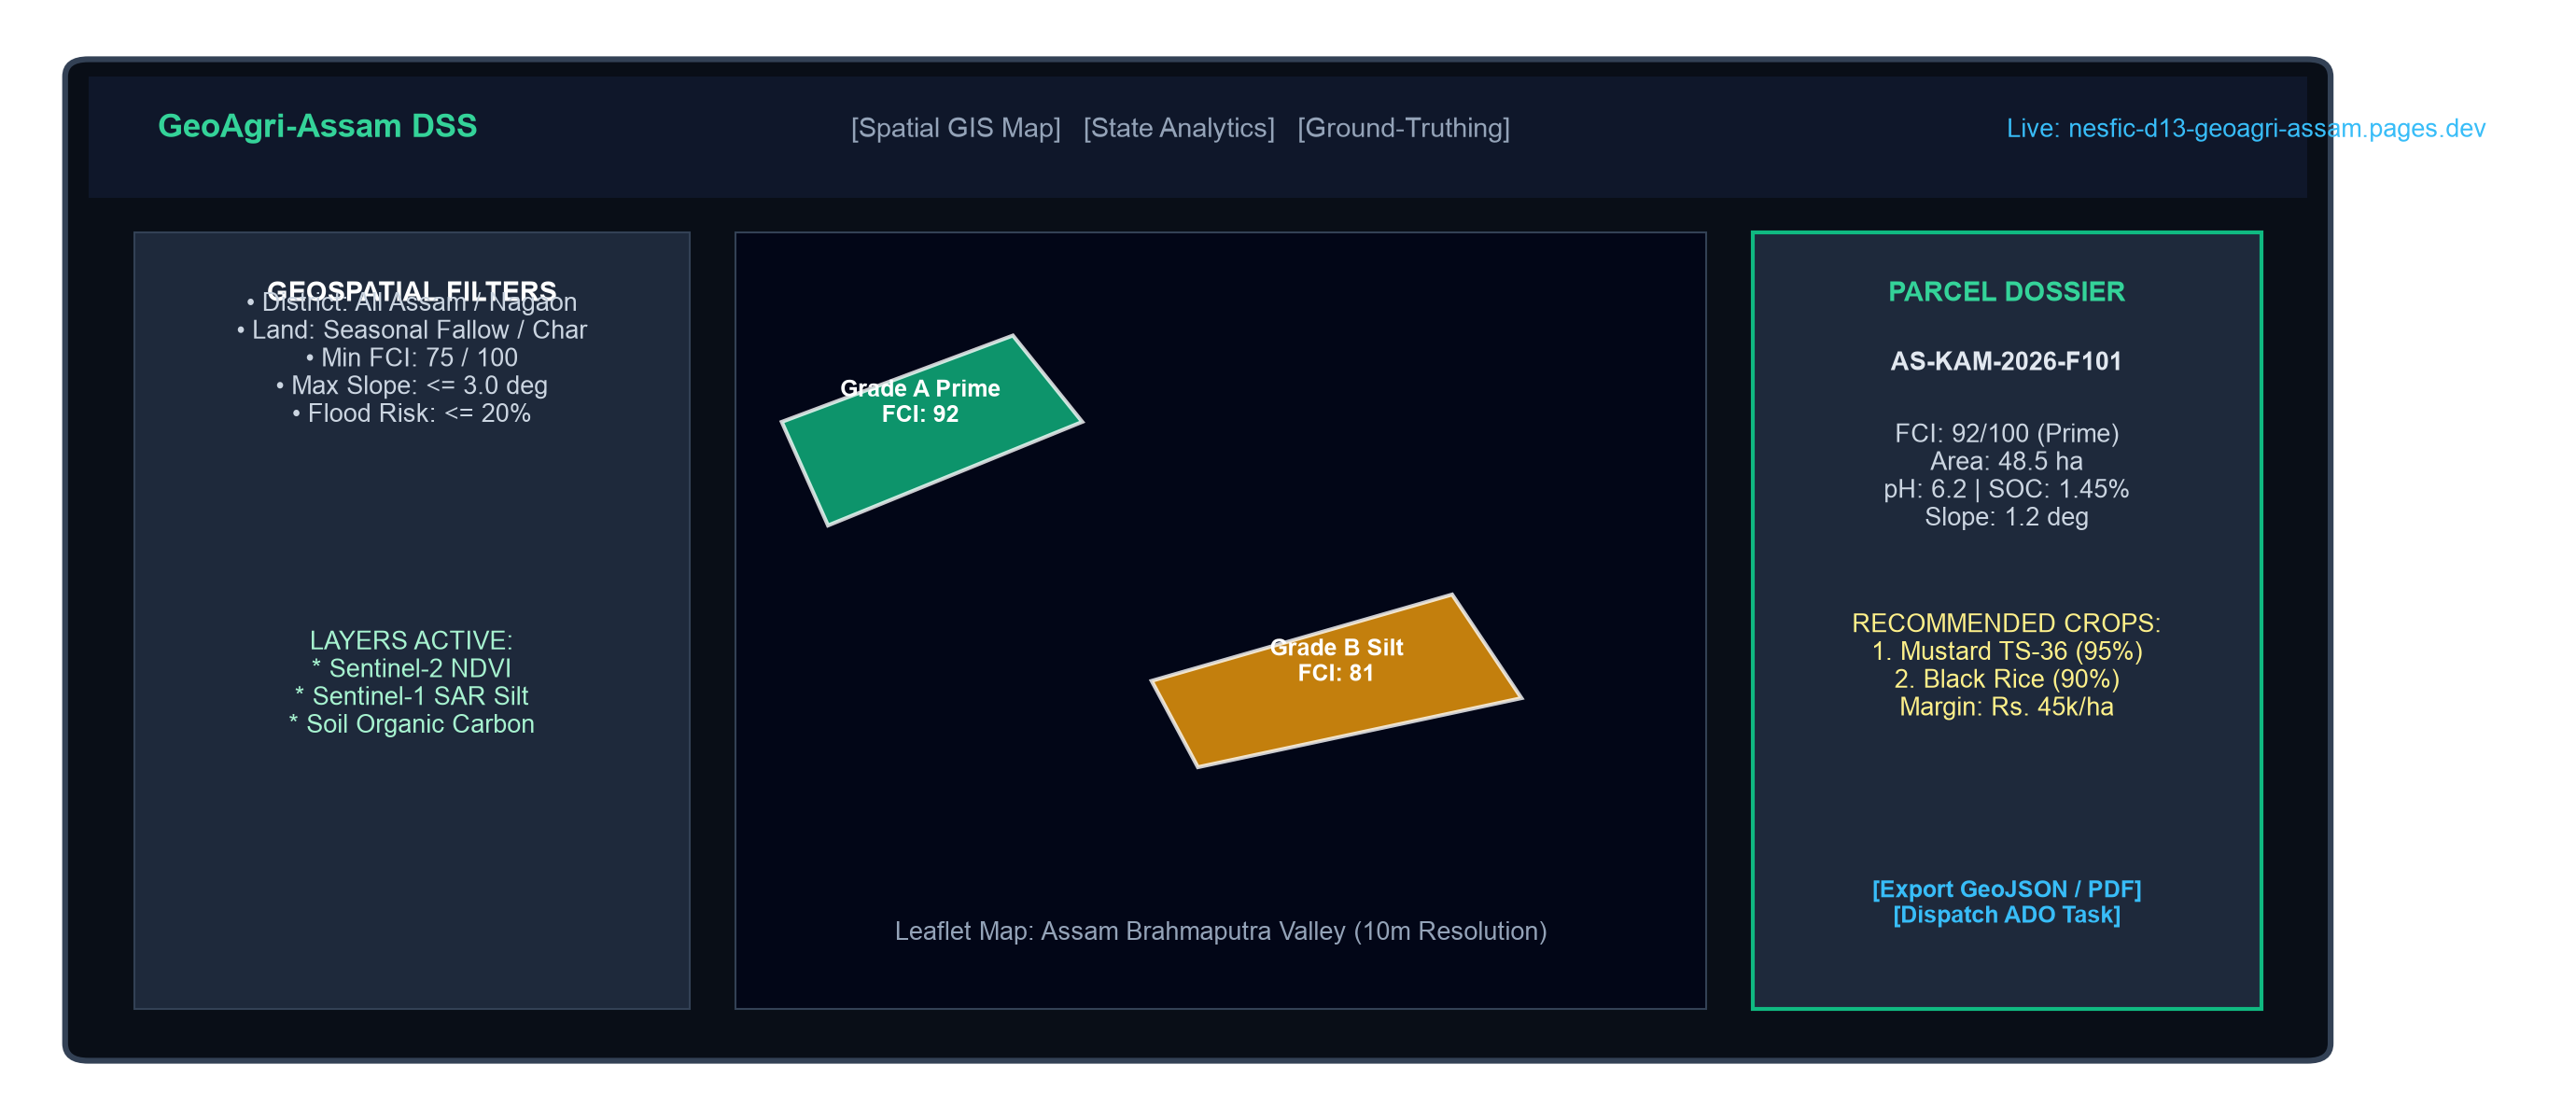 GeoAgri-Assam DSS
[Spatial GIS Map] [State Analytics] [Ground-Truthing]
Live: nesfic-d13-geoagri-assam.pages.dev
GEOSPATIAL FILTERS
• District: All Assam / Nagaon
• Land: Seasonal Fallow / Char
• Min FCI: 75 / 100
• Max Slope: <= 3.0 deg
• Flood Risk: <= 20%
LAYERS ACTIVE:
* Sentinel-2 NDVI
* Sentinel-1 SAR Silt
* Soil Organic Carbon
Grade A Prime
FCI: 92
Grade B Silt
FCI: 81
Leaflet Map: Assam Brahmaputra Valley (10m Resolution)
PARCEL DOSSIER
AS-KAM-2026-F101
FCI: 92/100 (Prime)
Area: 48.5 ha
pH: 6.2 | SOC: 1.45%
Slope: 1.2 deg
RECOMMENDED CROPS:
1. Mustard TS-36 (95%)
2. Black Rice (90%)
Margin: Rs. 45k/ha
[Export GeoJSON / PDF]
[Dispatch ADO Task]